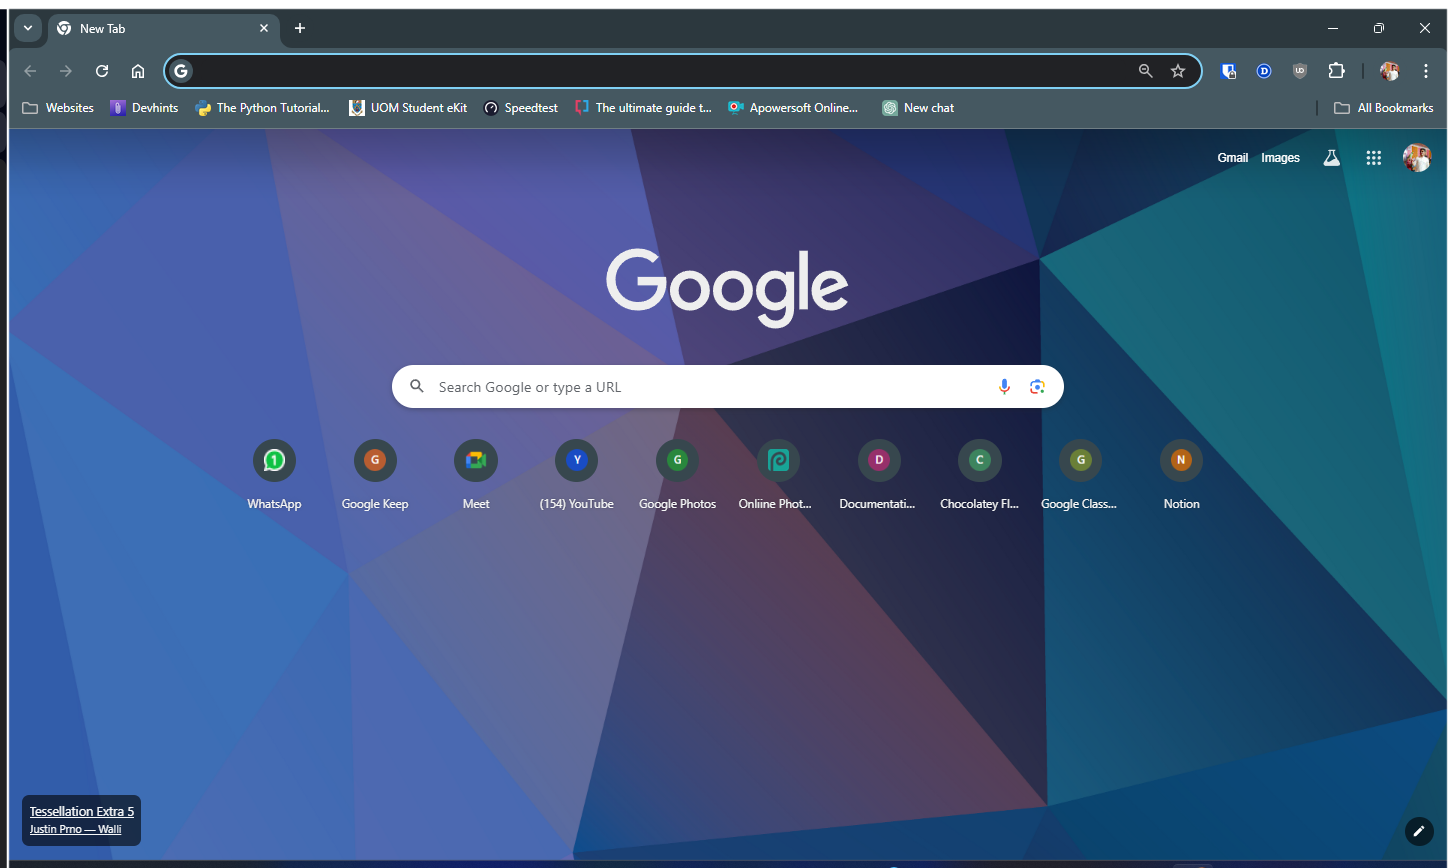 New Tab
Websites Devhints The Python Tutorial... UOM Student eKit Speedtest The ultimate guide t... Apowersoft Online... New chat All Bookmarks
Gmail Images
Google
Search Google or type a URL
WhatsApp Google Keep Meet (154) YouTube Google Photos Onliine Phot... Documentati... Chocolatey Fl... Google Class... Notion
Tessellation Extra 5
Justin Prno — Walli